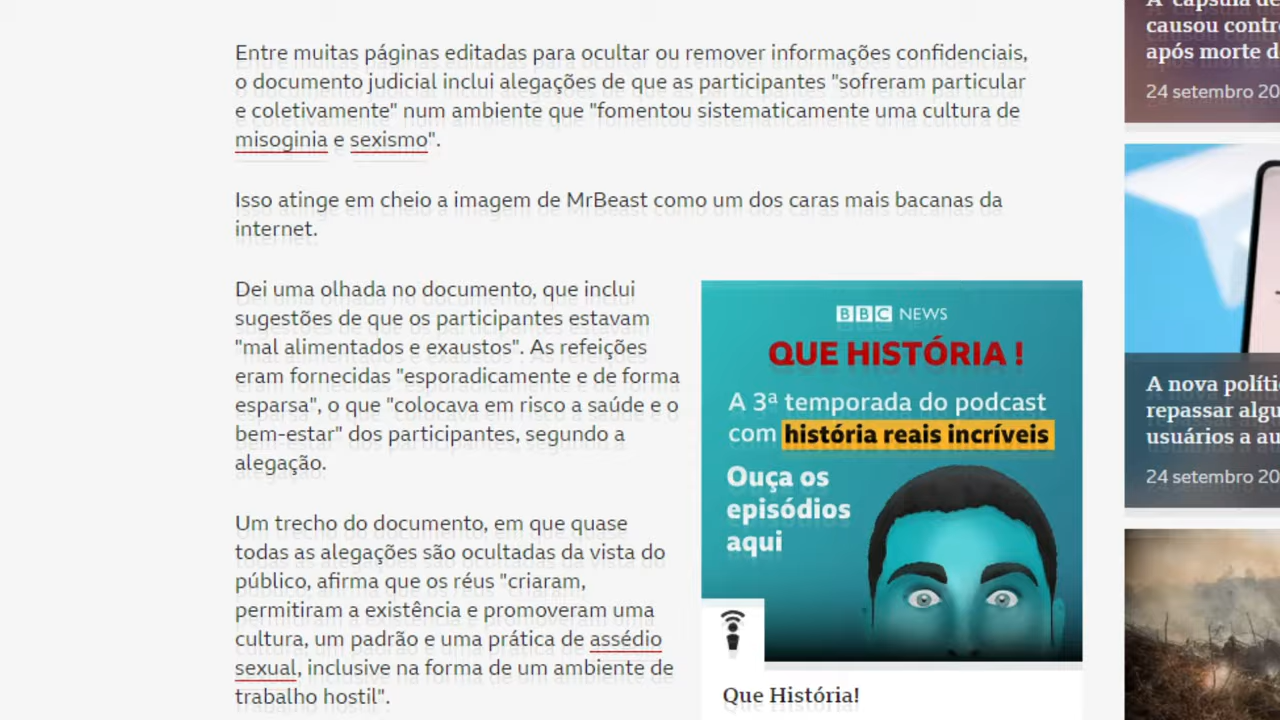 Entre muitas páginas editadas para ocultar ou remover informações confidenciais,
o documento judicial inclui alegações de que as participantes "sofreram particular
e coletivamente" num ambiente que "fomentou sistematicamente uma cultura de
misoginia e sexismo".
Isso atinge em cheio a imagem de MrBeast como um dos caras mais bacanas da
internet.
Dei uma olhada no documento, que inclui
sugestões de que os participantes estavam
"mal alimentados e exaustos". As refeições
eram fornecidas "esporadicamente e de forma
esparsa", o que "colocava em risco a saúde e o
bem-estar" dos participantes, segundo a
alegação.
Um trecho do documento, em que quase
todas as alegações são ocultadas da vista do
público, afirma que os réus "criaram,
permitiram a existência e promoveram uma
cultura, um padrão e uma prática de assédio
sexual, inclusive na forma de um ambiente de
trabalho hostil".
BBC NEWS
QUE HISTÓRIA !
A 3ª temporada do podcast
com história reais incríveis
Ouça os
episódios
aqui
Que História!
A 'cápsula de
causou contr
após morte d
24 setembro 20
A nova políti
repassar algu
usuários a au
24 setembro 20